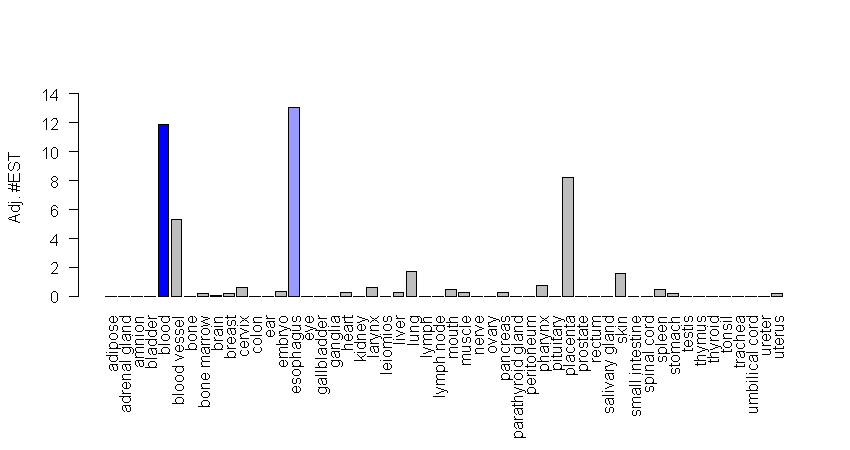 14
12
10
8
6
4
2
0
Adj. #EST
adipose
adrenal gland
amnion
bladder
blood
blood vessel
bone
bone marrow
brain
breast
cervix
colon
ear
embryo
esophagus
eye
gallbladder
ganglia
heart
kidney
larynx
leiomios
liver
lung
lymph
lymph node
mouth
muscle
nerve
ovary
pancreas
parathyroid gland
peritoneum
pharynx
pituitary
placenta
prostate
rectum
salivary gland
skin
small intestine
spinal cord
spleen
stomach
testis
thymus
thyroid
tonsil
trachea
umbilical cord
ureter
uterus